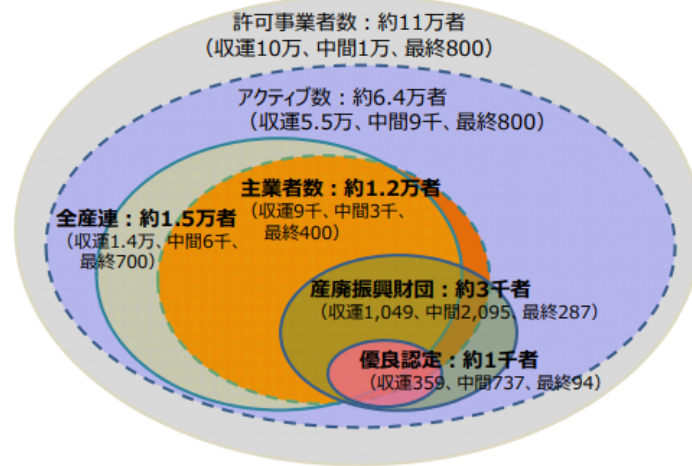 許可事業者数：約11万者
（収運10万、中間1万、最終800）
アクティブ数：約6.4万者
（収運5.5万、中間9千、最終800）
主業者数：約1.2万者
（収運9千、中間3千、
最終400）
全産連：約1.5万者
（収運1.4万、中間6千、
最終700）
産廃振興財団：約3千者
（収運1,049、中間2,095、最終287）
優良認定：約1千者
（収運359、中間737、最終94）